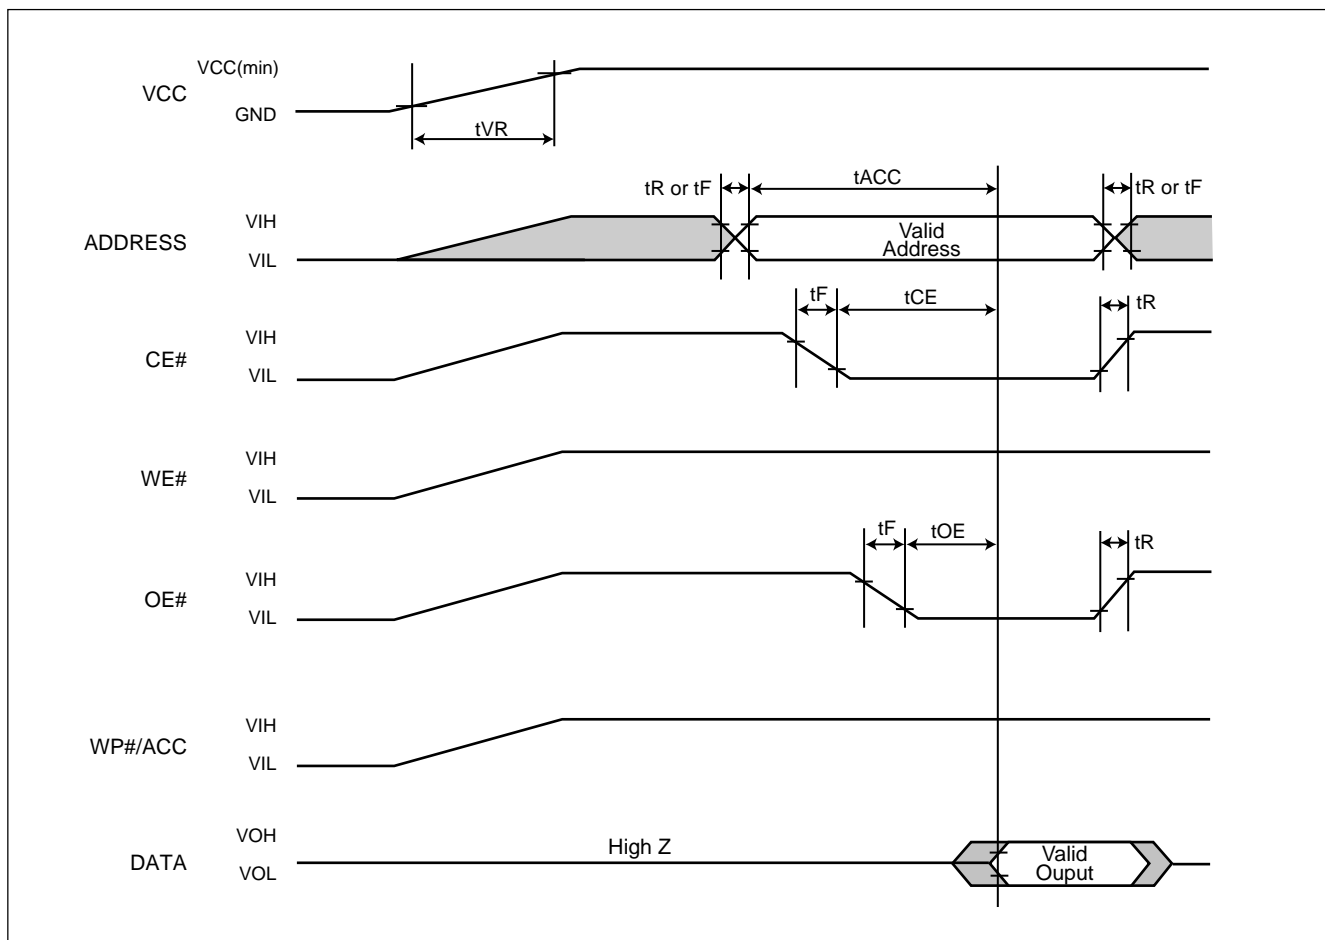 VCC
VCC(min)
GND
tVR
ADDRESS
VIH
VIL
tR or tF
tACC
tR or tF
Valid
Address
CE#
VIH
VIL
tF
tCE
tR
WE#
VIH
VIL
OE#
VIH
VIL
tF
tOE
tR
WP#/ACC
VIH
VIL
DATA
VOH
VOL
High Z
Valid
Ouput